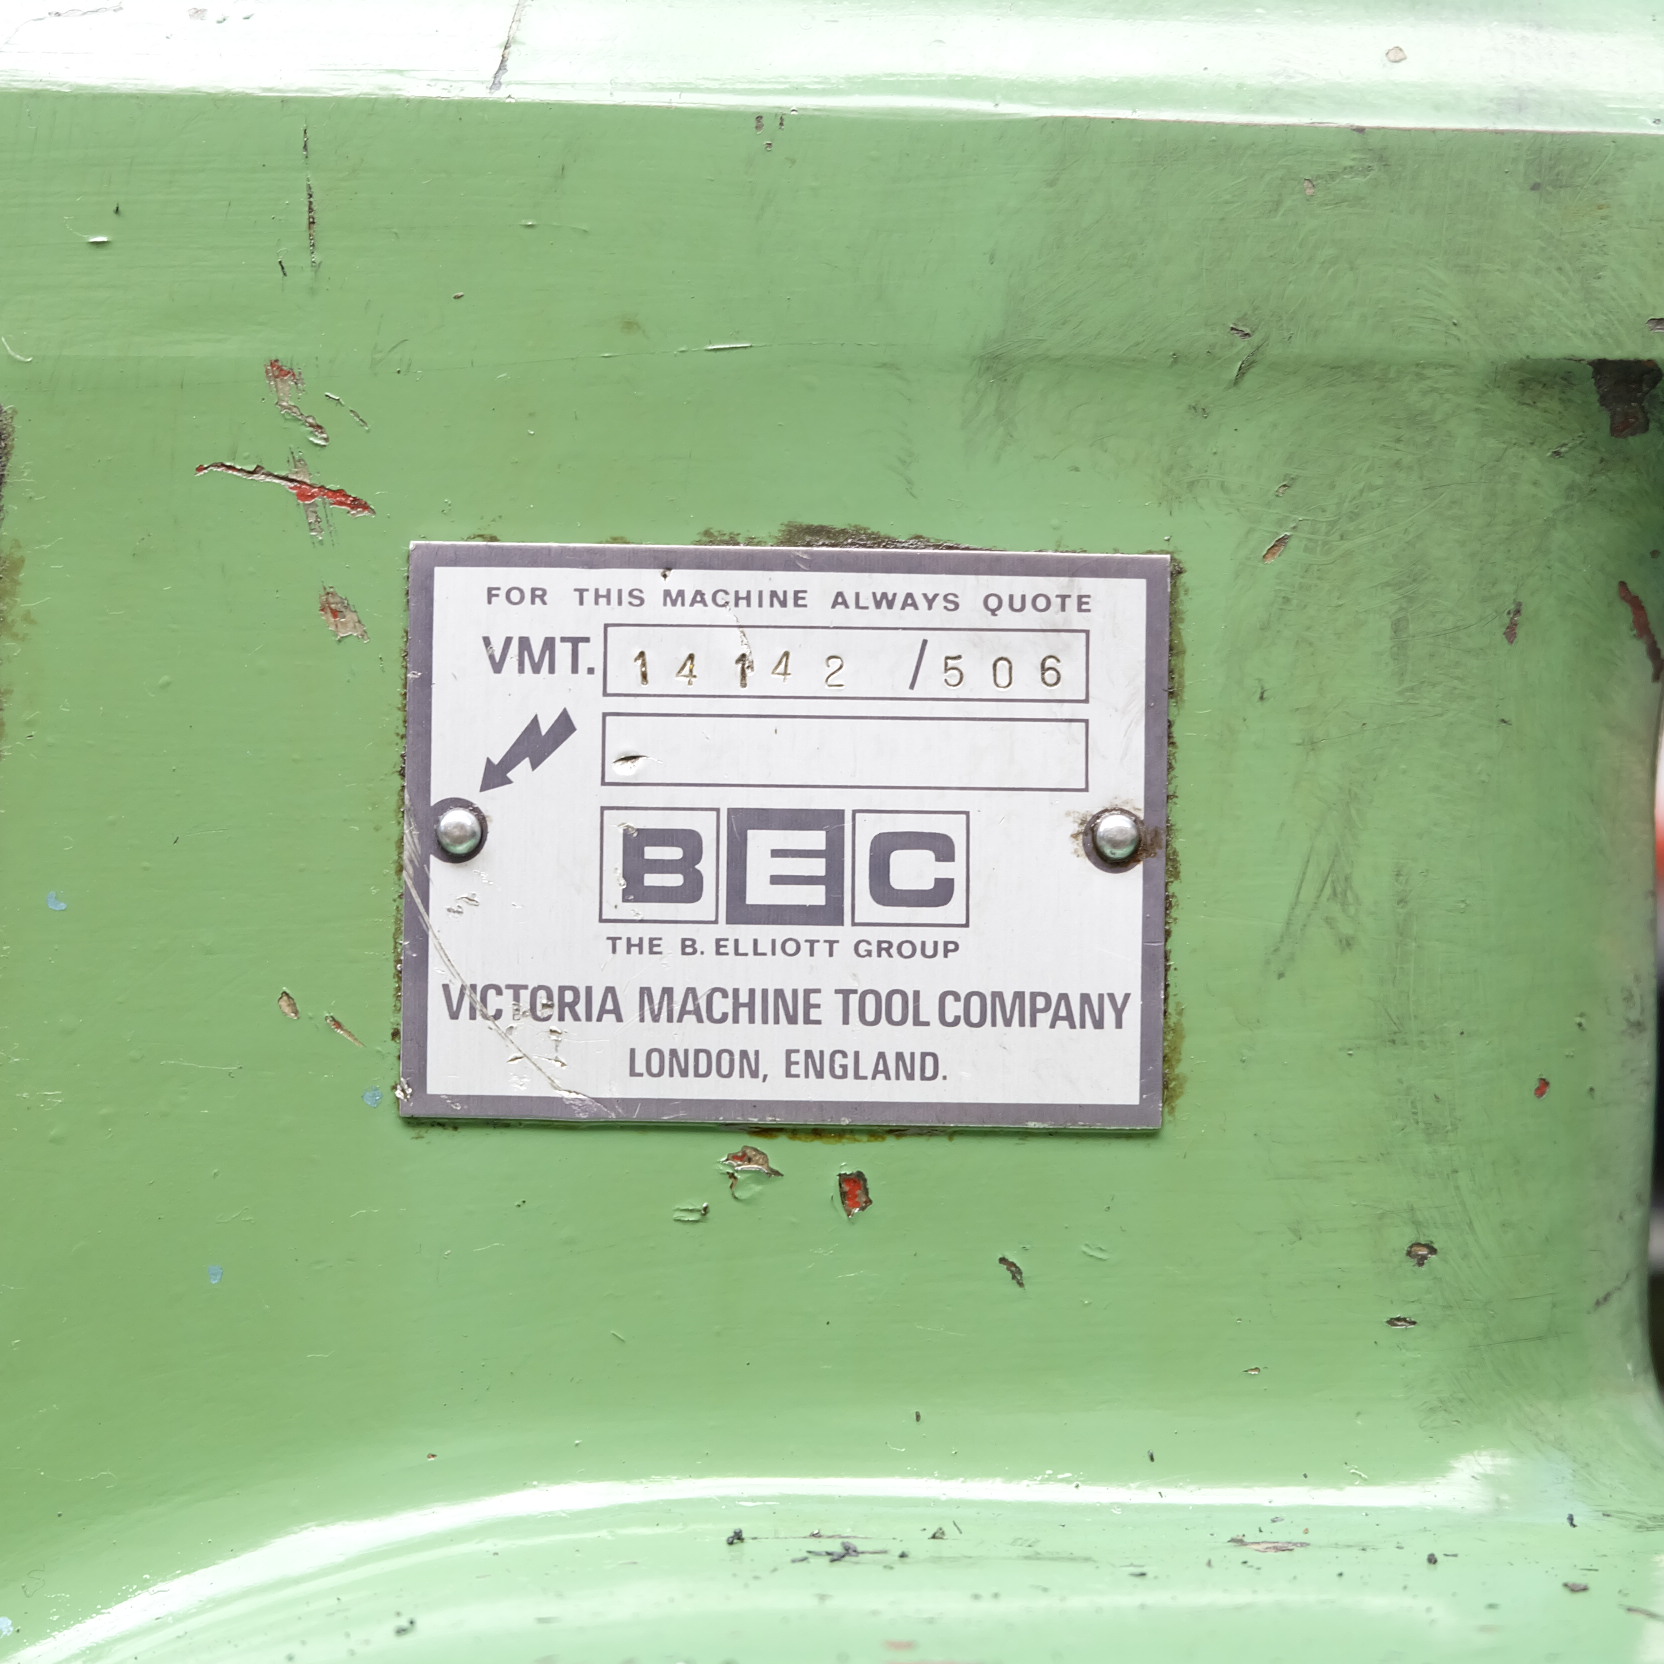 FOR THIS MACHINE ALWAYS QUOTE
VMT. 14142 /506
BEC
THE B. ELLIOTT GROUP
VICTORIA MACHINE TOOL COMPANY
LONDON, ENGLAND.